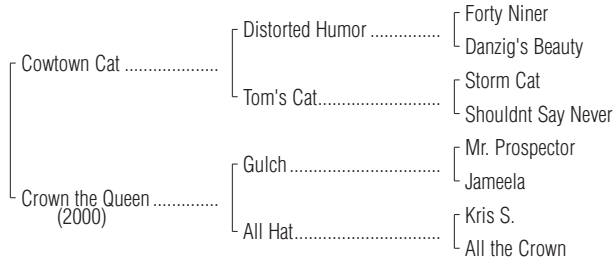 Forty Niner
Distorted Humor ..............
Danzig's Beauty
Cowtown Cat ...................
Storm Cat
Tom's Cat.........................
Shouldnt Say Never
Mr. Prospector
Gulch ...............................
Jameela
Crown the Queen .............
(2000)
Kris S.
All Hat..............................
All the Crown